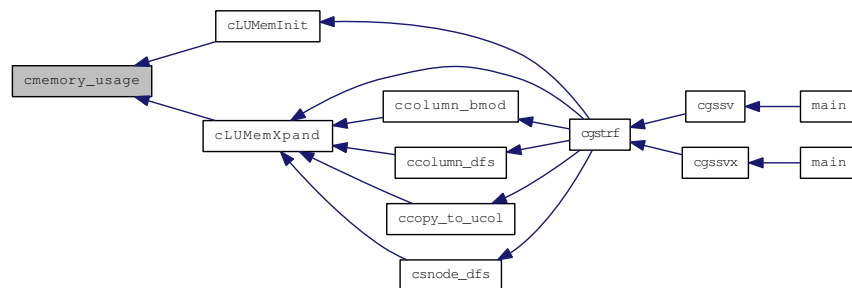 cLUMemInit
cmemory_usage
cLUMemXpand
ccolumn_bmod
ccolumn_dfs
ccopy_to_ucol
csnode_dfs
cgstrf
cgssv
main
cgssvx
main